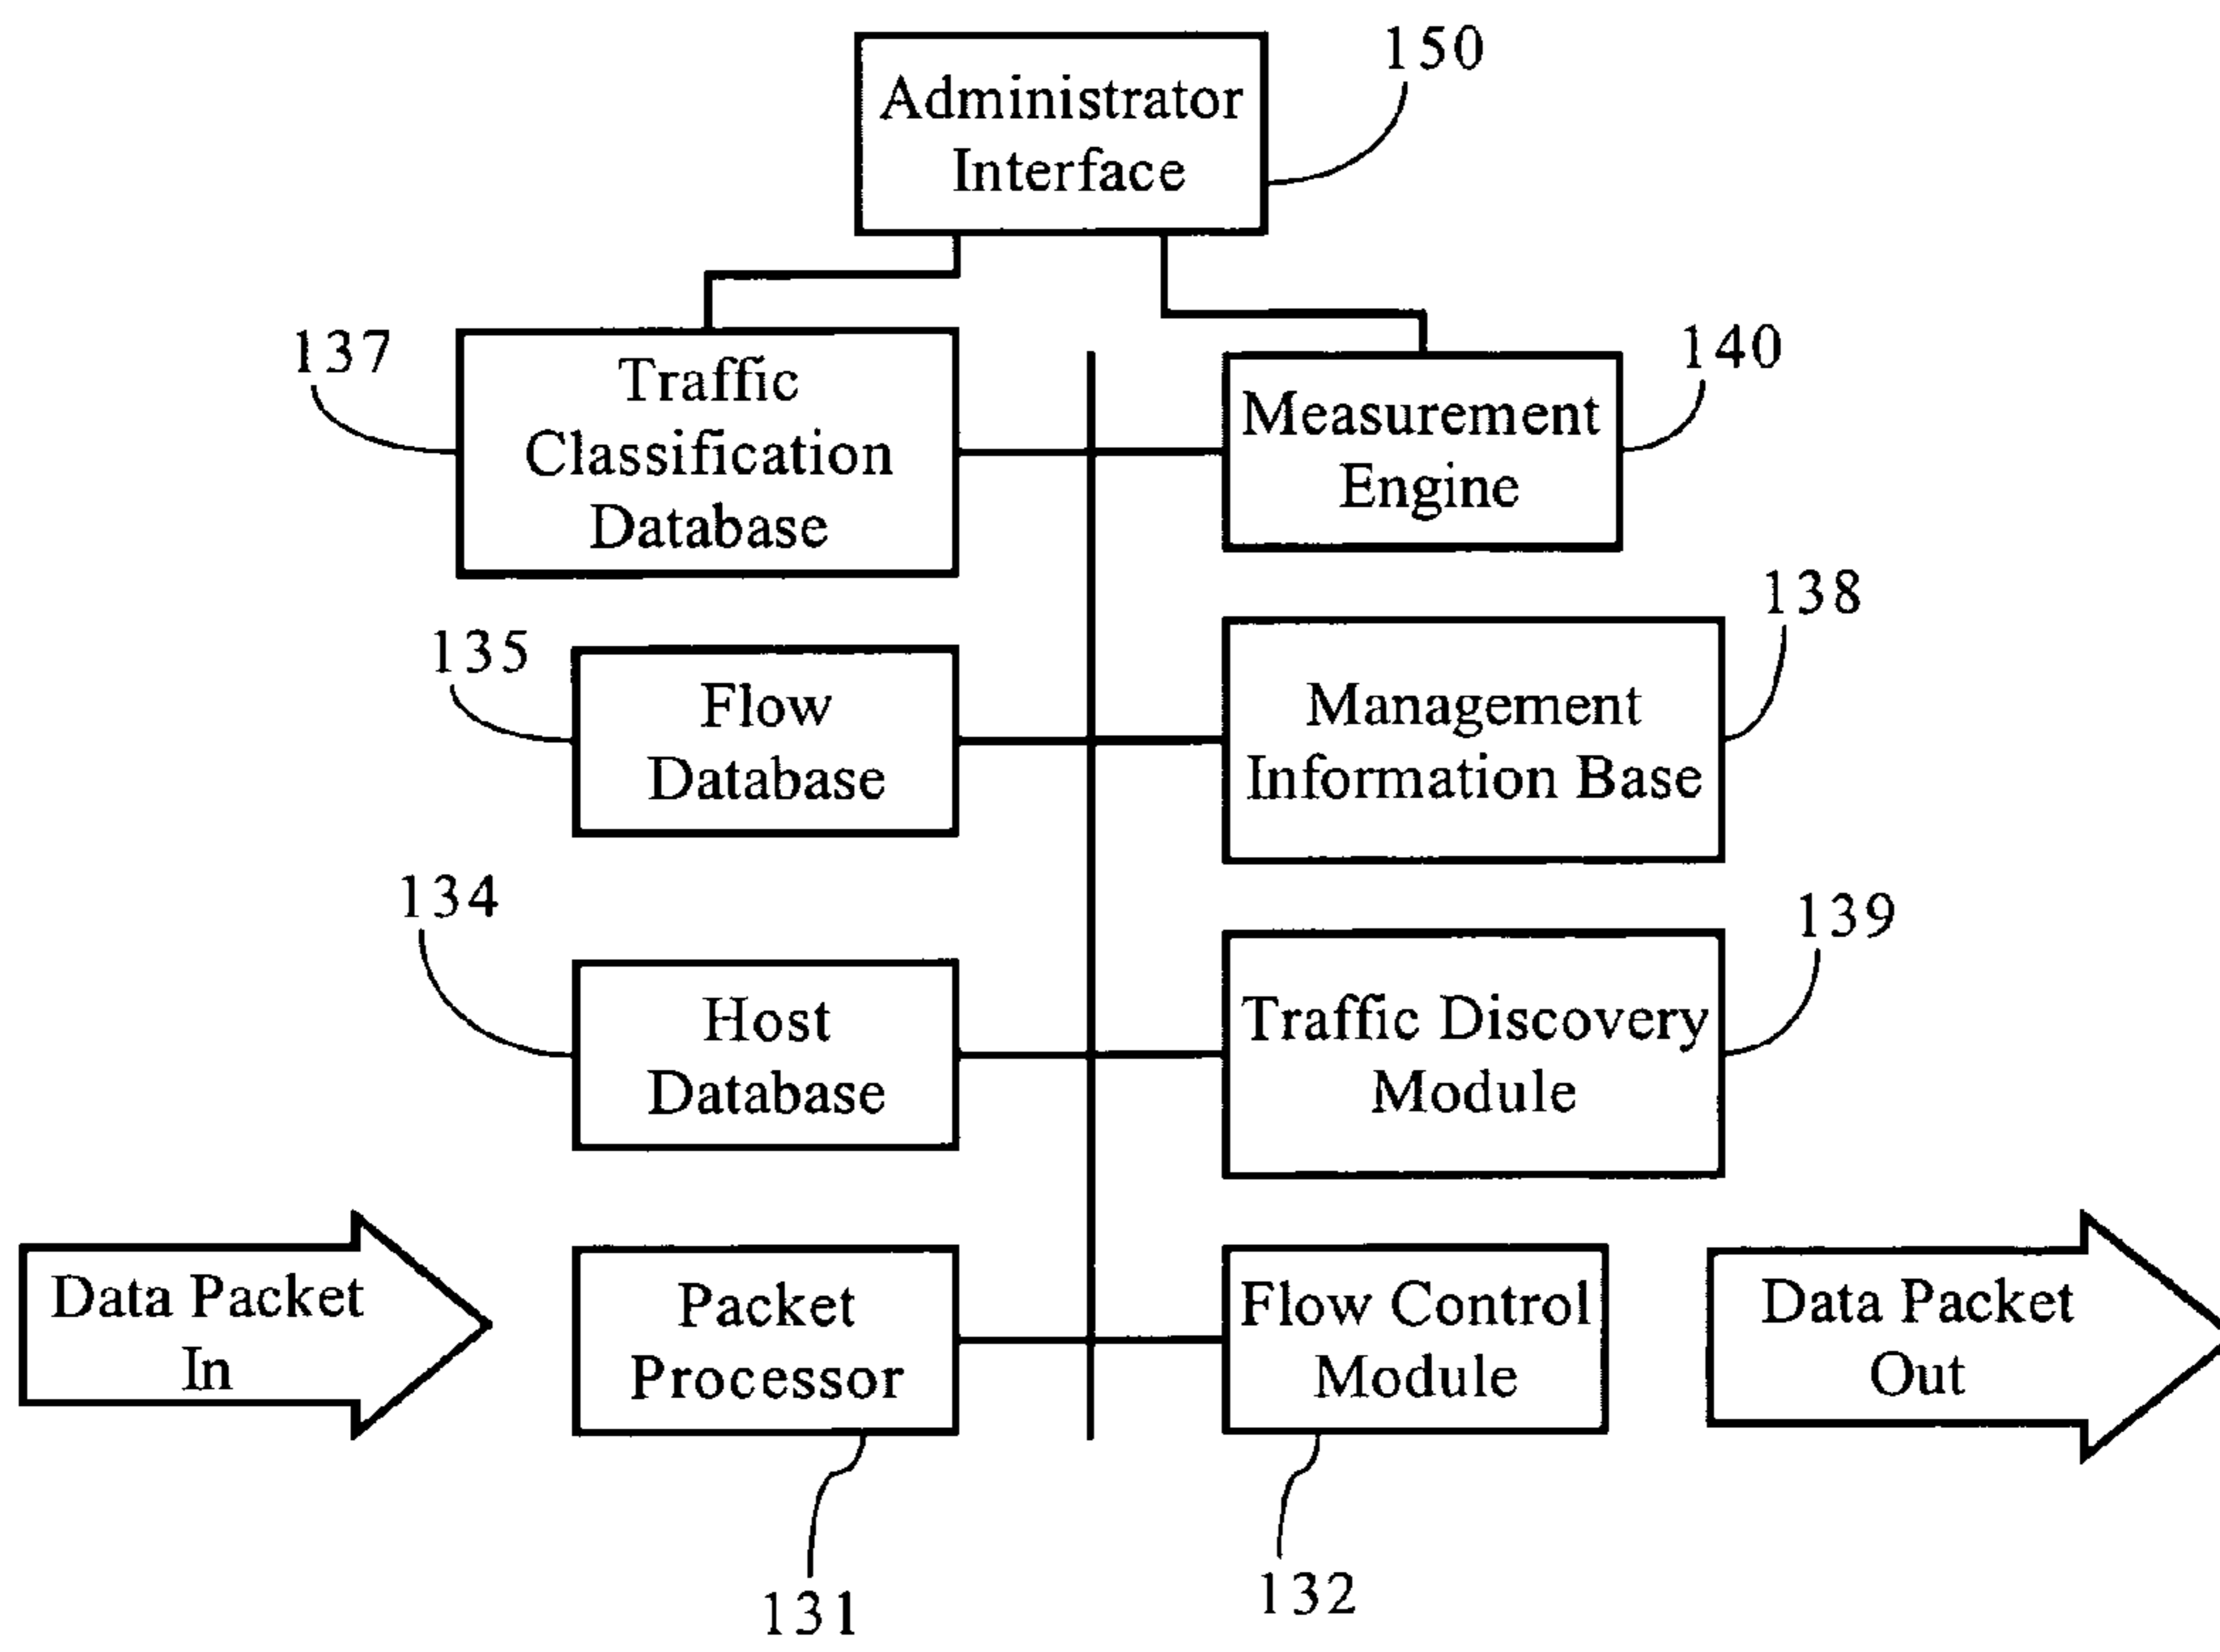 150
Administrator
Interface
137
Traffic
Classification
Database
140
Measurement
Engine
135
Flow
Database
138
Management
Information Base
134
Host
Database
139
Traffic Discovery
Module
Data Packet
In
Packet
Processor
Flow Control
Module
Data Packet
Out
131
132